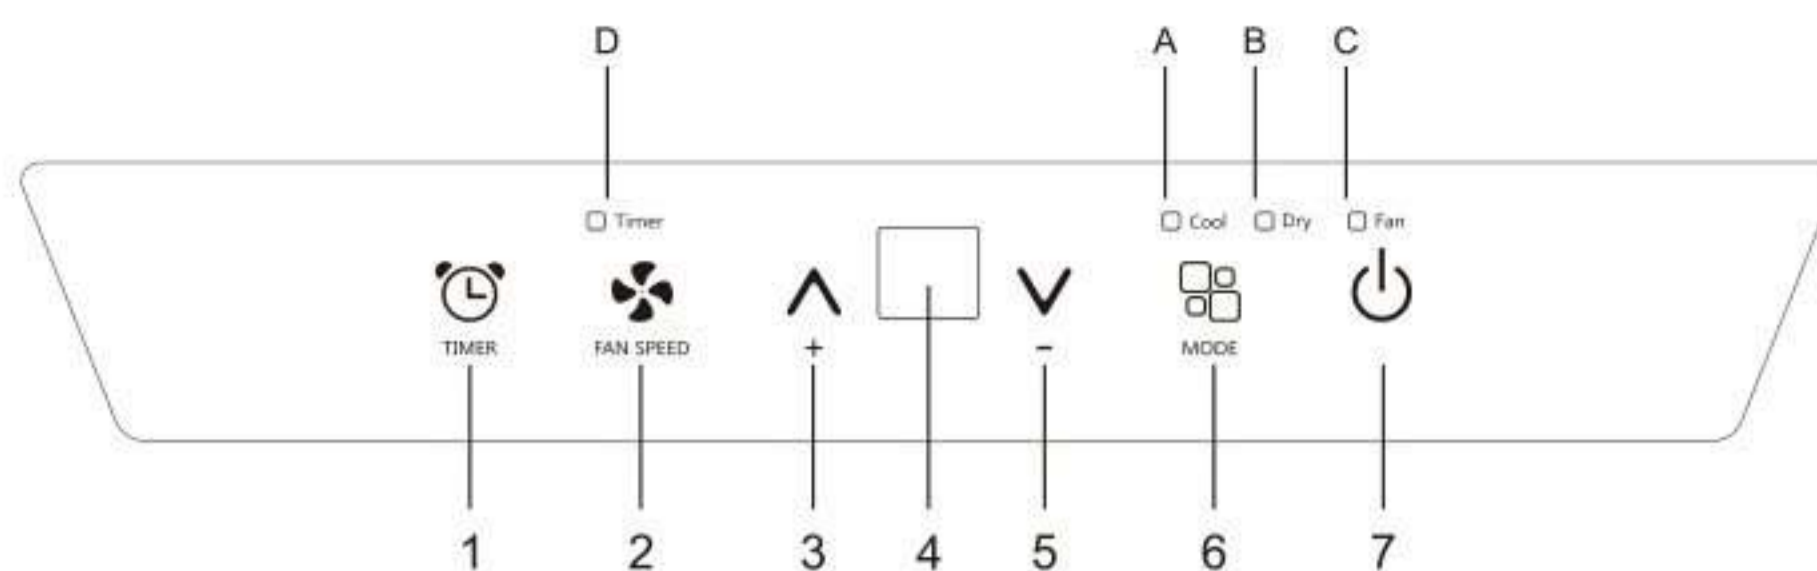 D A B C
Timer Cool Dry Fan
TIMER FAN SPEED + - MODE
1 2 3 4 5 6 7